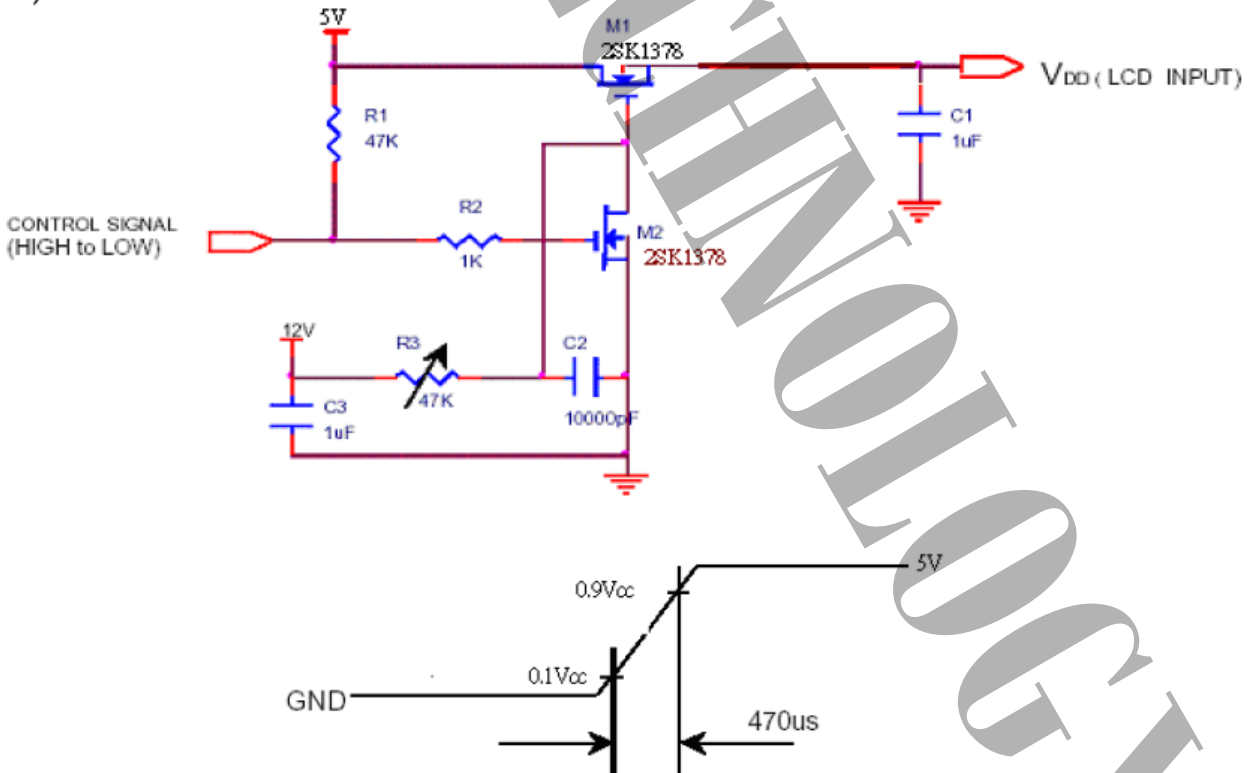 5V
M1
2SK1378
VDD ( LCD INPUT)
R1
47K
C1
1uF
CONTROL SIGNAL
(HIGH to LOW)
R2
1K
M2
2SK1378
12V
R3
47K
C2
10000pF
C3
1uF
5V
0.9Vcc
0.1Vcc
GND
470us